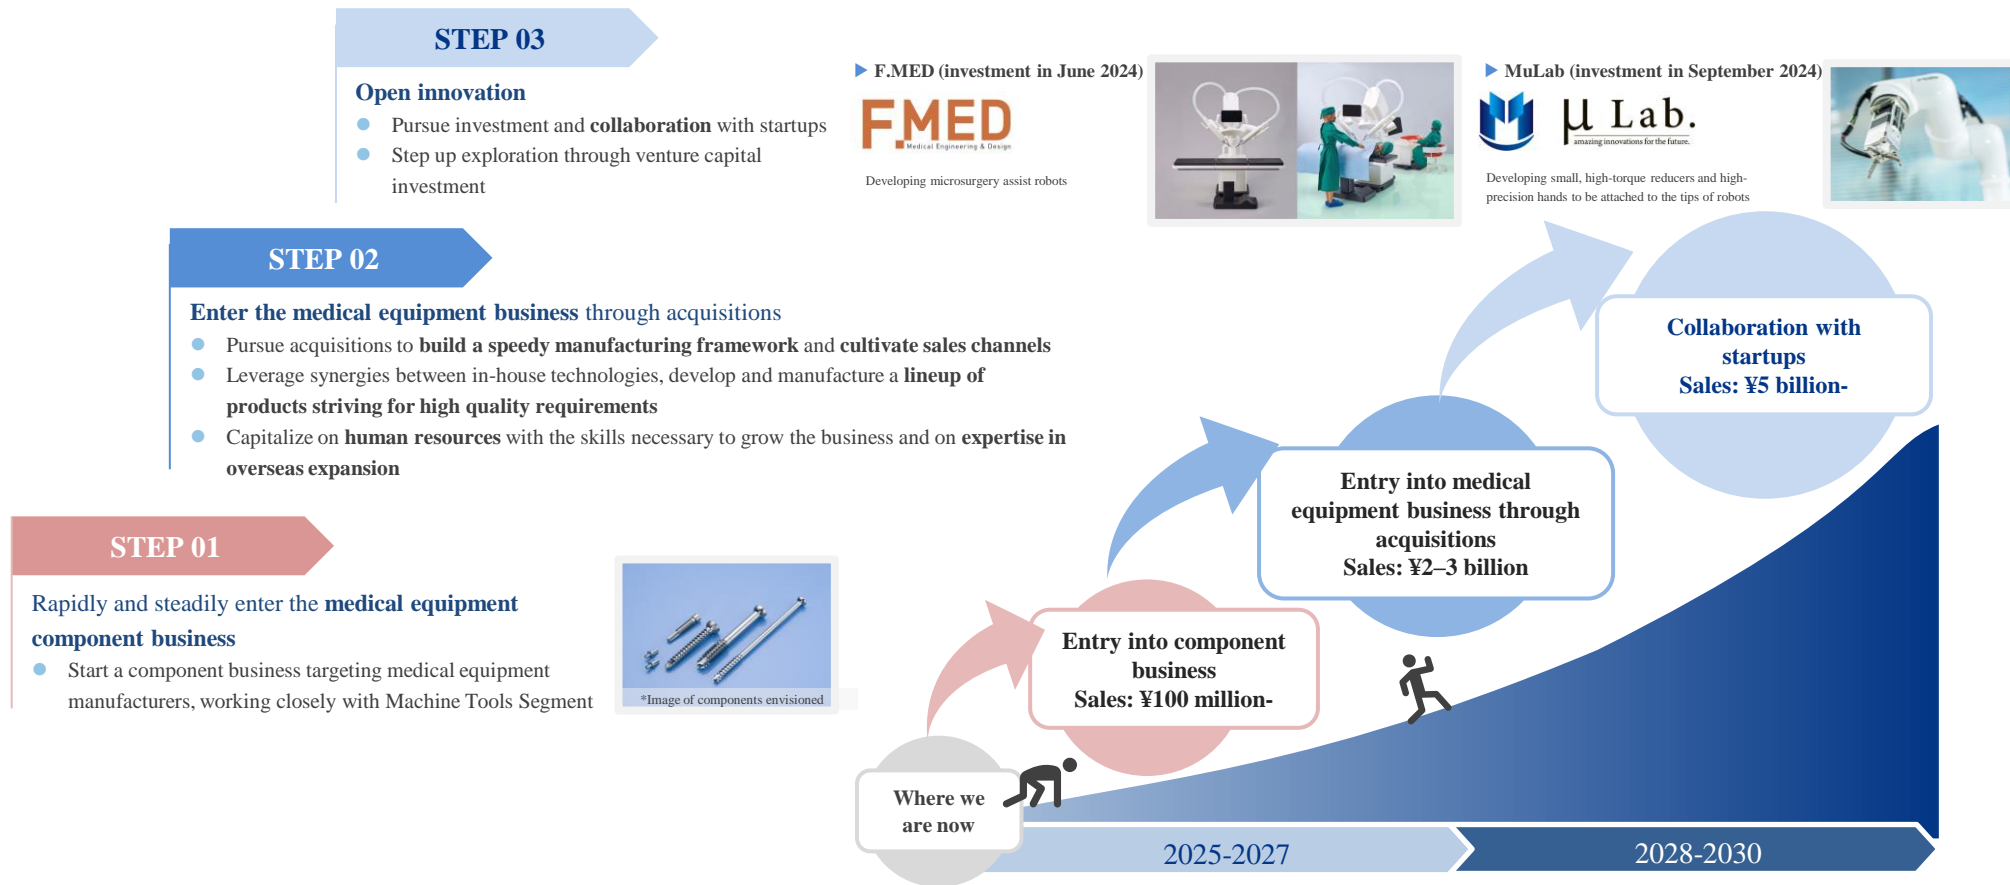 STEP 03
Open innovation
Pursue investment and collaboration with startups
Step up exploration through venture capital
investment
F.MED (investment in June 2024)
F.MED
Medical Engineering & Design
Developing microsurgery assist robots
MuLab (investment in September 2024)
μ Lab.
amazing innovations for the future.
Developing small, high-torque reducers and high-
precision hands to be attached to the tips of robots
STEP 02
Enter the medical equipment business through acquisitions
Pursue acquisitions to build a speedy manufacturing framework and cultivate sales channels
Leverage synergies between in-house technologies, develop and manufacture a lineup of
products striving for high quality requirements
Capitalize on human resources with the skills necessary to grow the business and on expertise in
overseas expansion
STEP 01
Rapidly and steadily enter the medical equipment
component business
Start a component business targeting medical equipment
manufacturers, working closely with Machine Tools Segment
*Image of components envisioned
Collaboration with
startups
Sales: ¥5 billion-
Entry into medical
equipment business through
acquisitions
Sales: ¥2–3 billion
Entry into component
business
Sales: ¥100 million-
Where we
are now
2025-2027
2028-2030